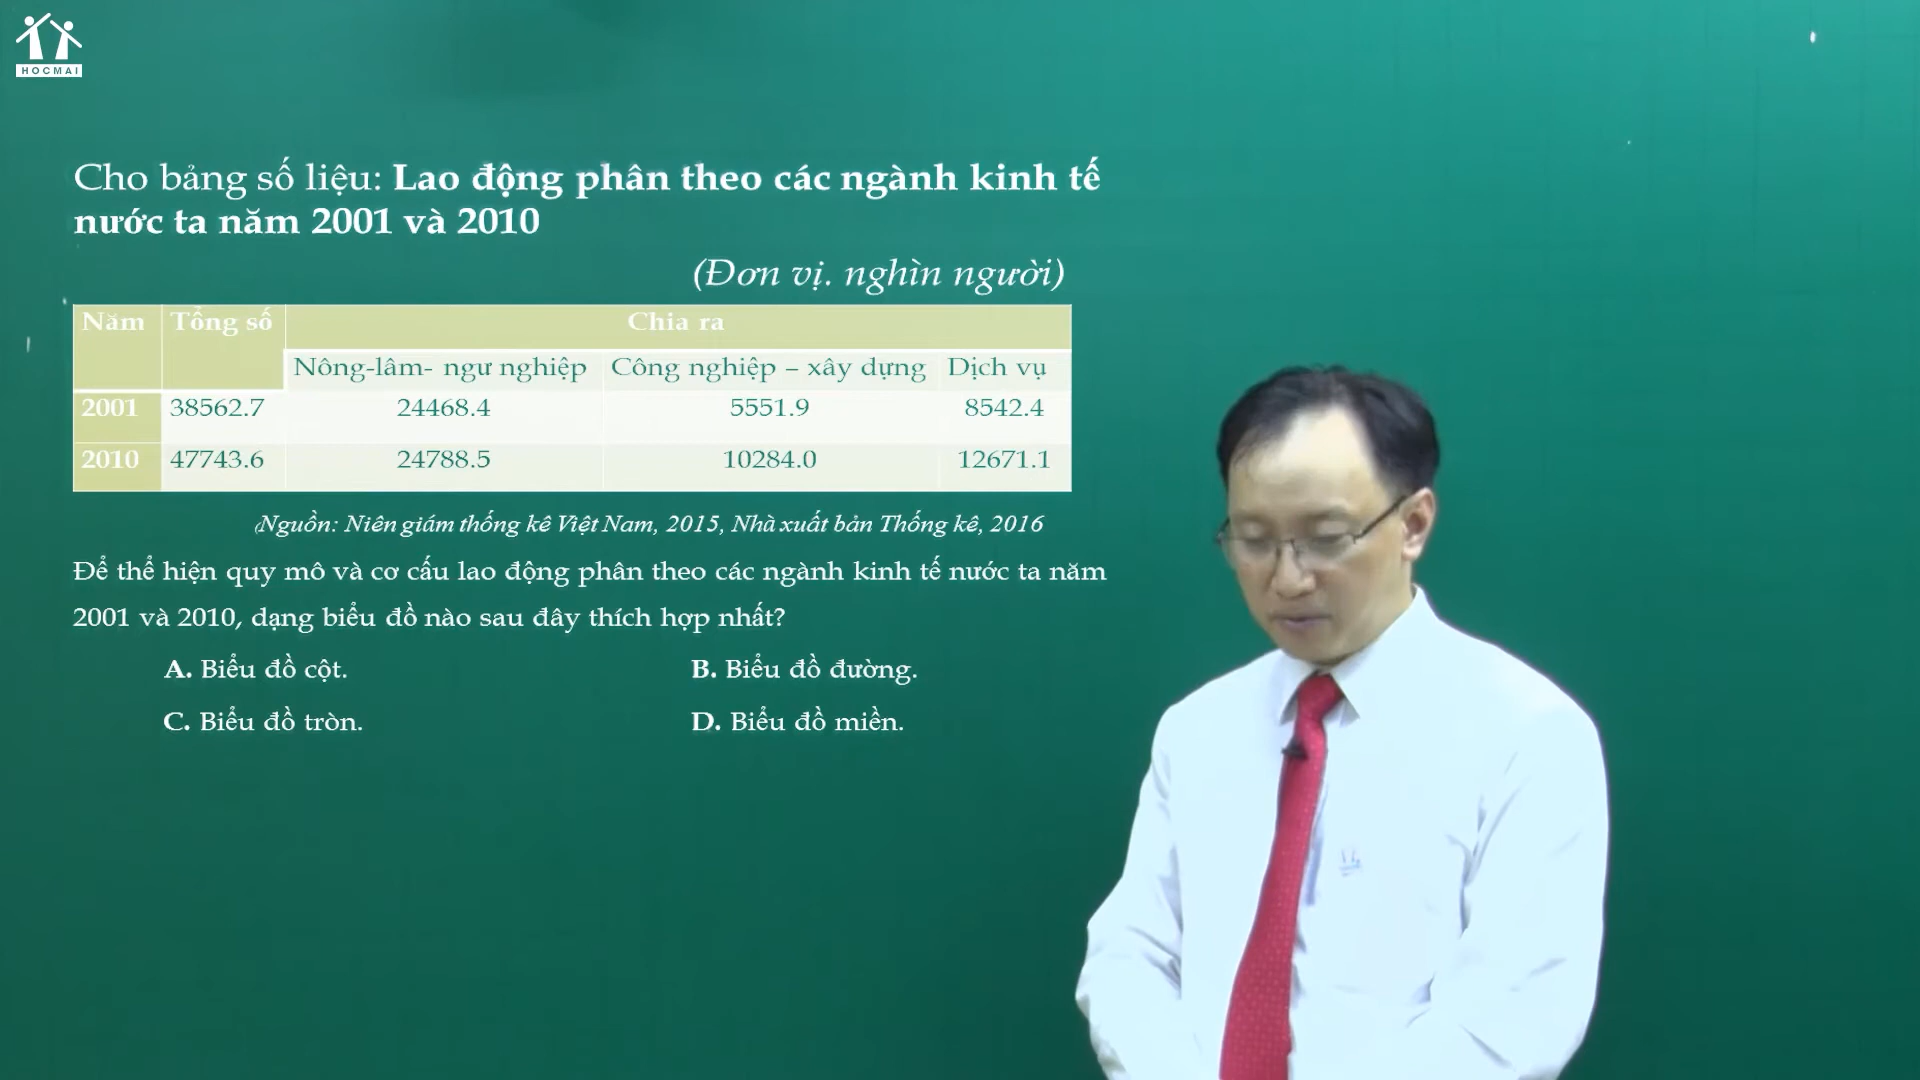 HOCMAI
Cho bảng số liệu: Lao động phân theo các ngành kinh tế
nước ta năm 2001 và 2010
(Đơn vị. nghìn người)
Năm Tổng số Chia ra
Nông-lâm- ngư nghiệp Công nghiệp – xây dựng Dịch vụ
2001 38562.7 24468.4 5551.9 8542.4
2010 47743.6 24788.5 10284.0 12671.1
(Nguồn: Niên giám thống kê Việt Nam, 2015, Nhà xuất bản Thống kê, 2016
Để thể hiện quy mô và cơ cấu lao động phân theo các ngành kinh tế nước ta năm
2001 và 2010, dạng biểu đồ nào sau đây thích hợp nhất?
A. Biểu đồ cột. B. Biểu đồ đường.
C. Biểu đồ tròn. D. Biểu đồ miền.